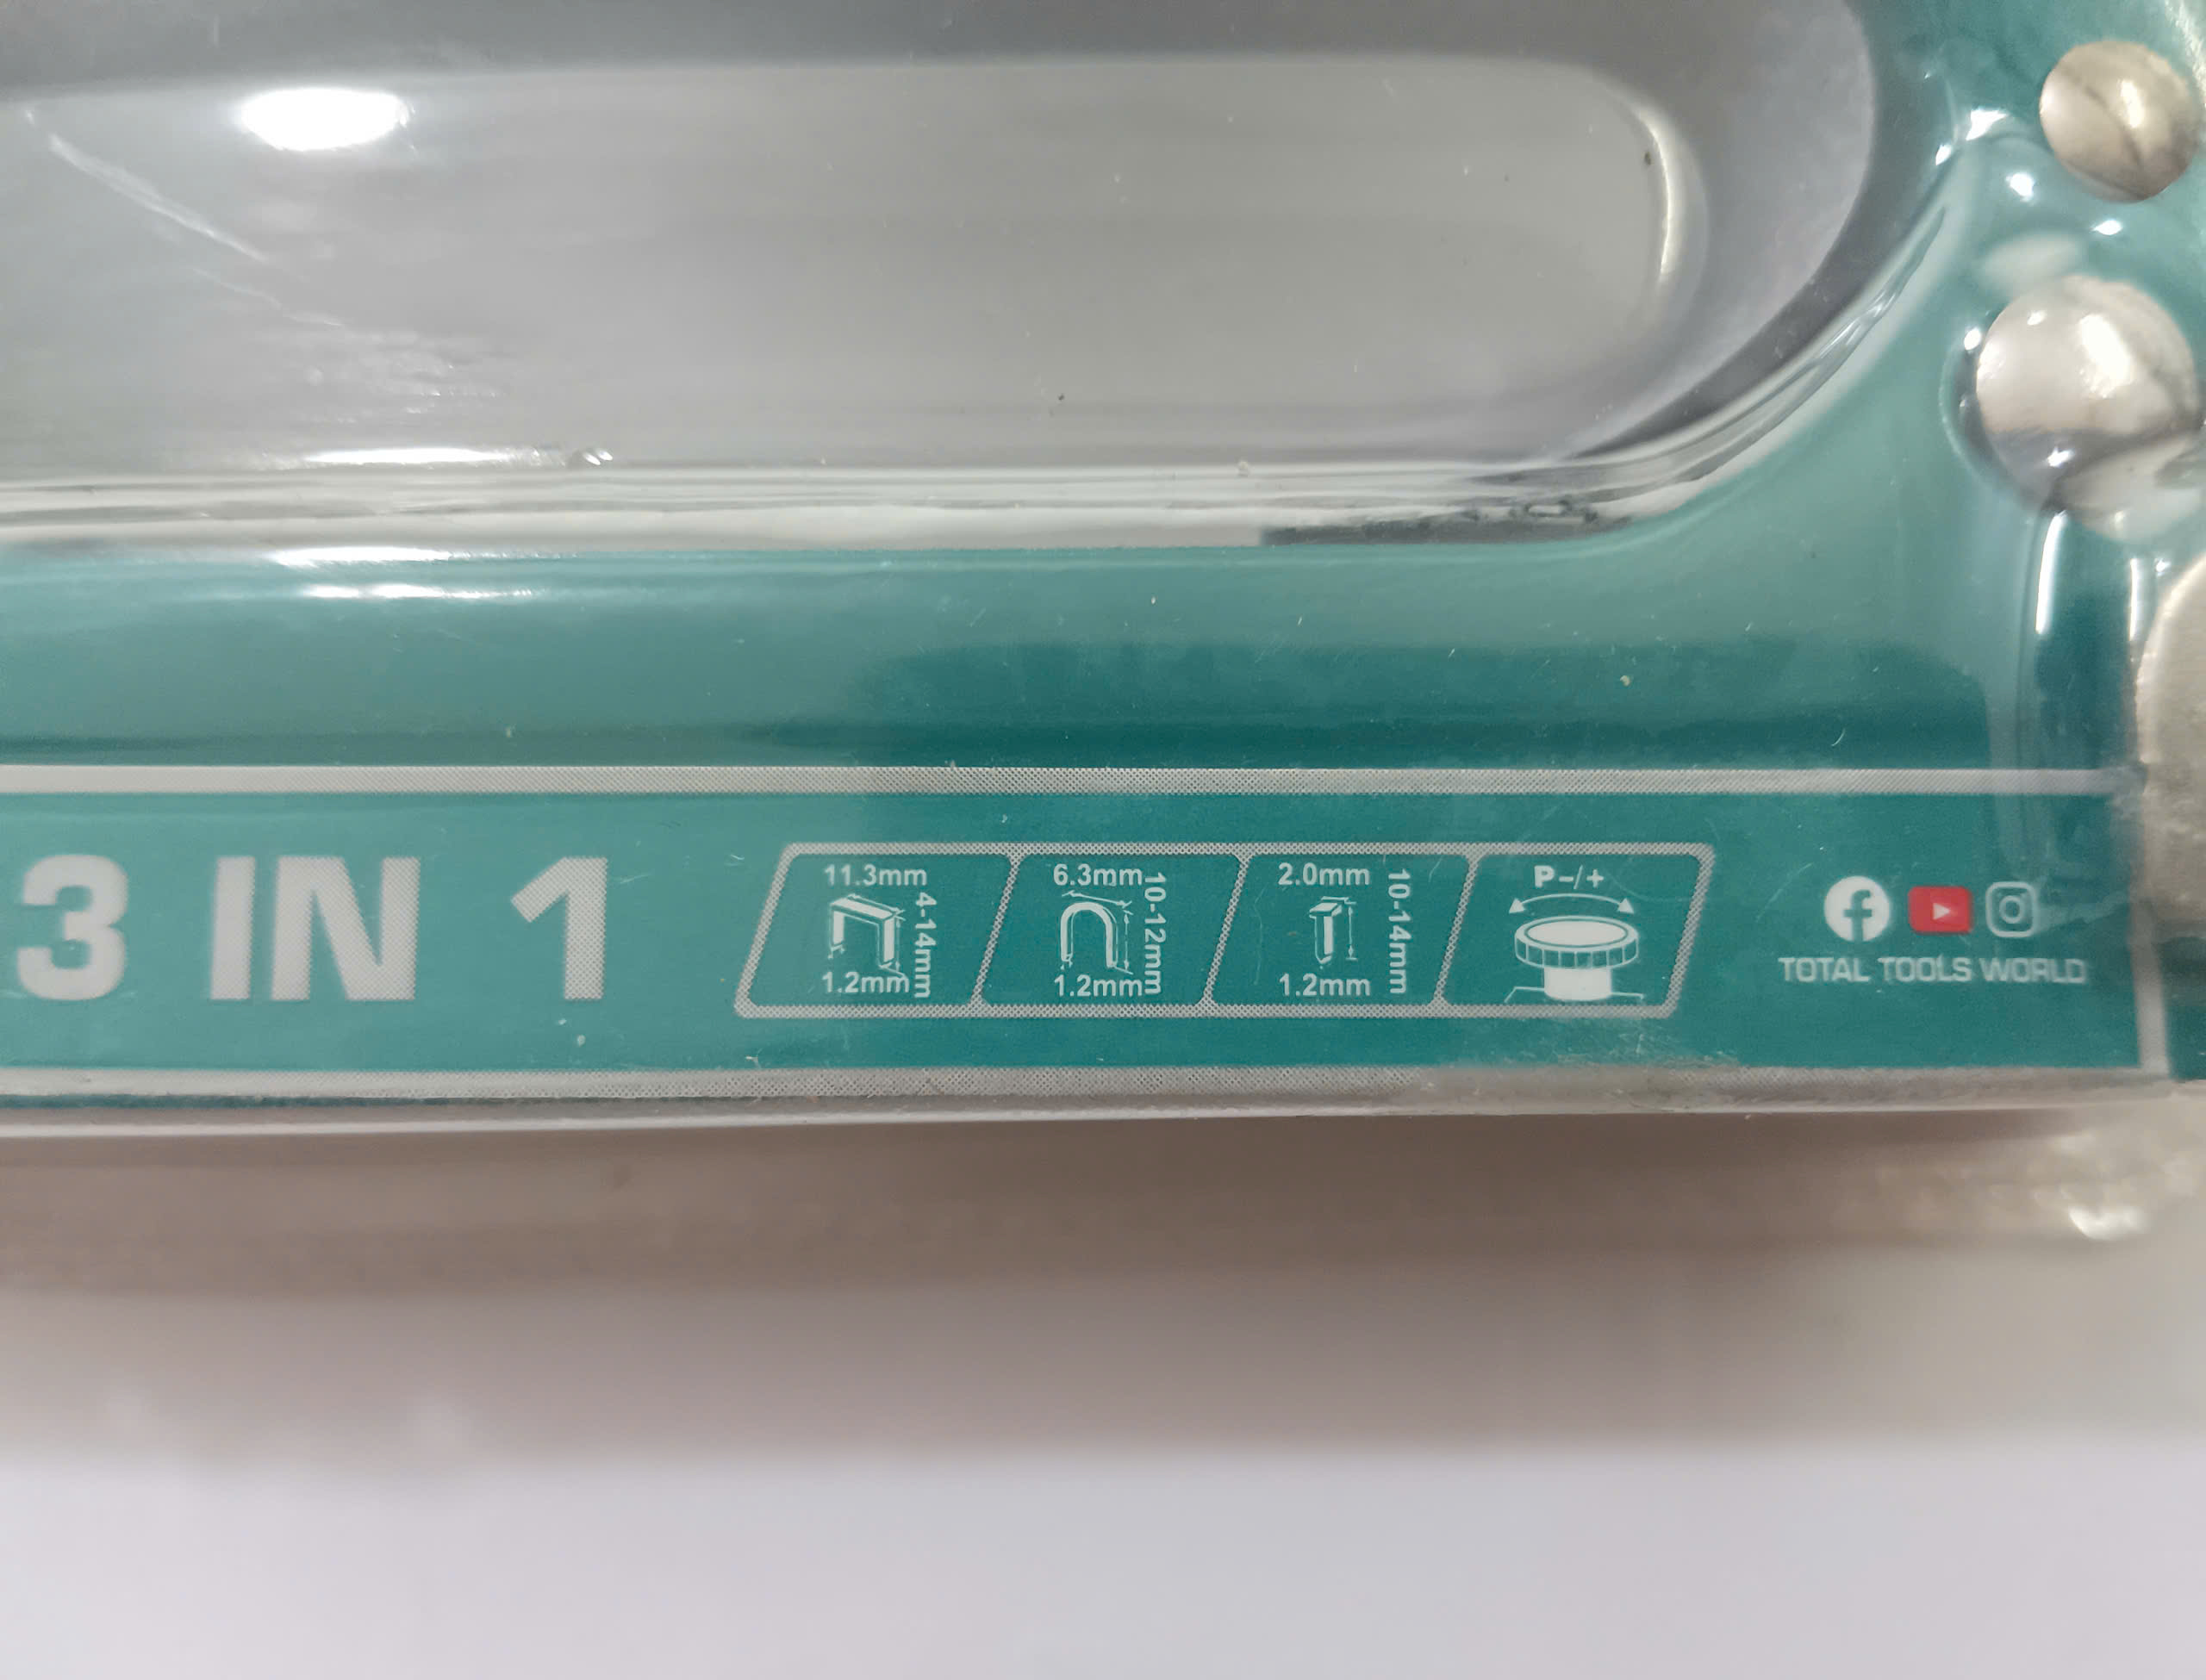 3 IN 1
11.3mm
4-14mm
1.2mm
6.3mm
10-12mm
1.2mm
2.0mm
10-14mm
1.2mm
P-/+
TOTAL TOOLS WORLD